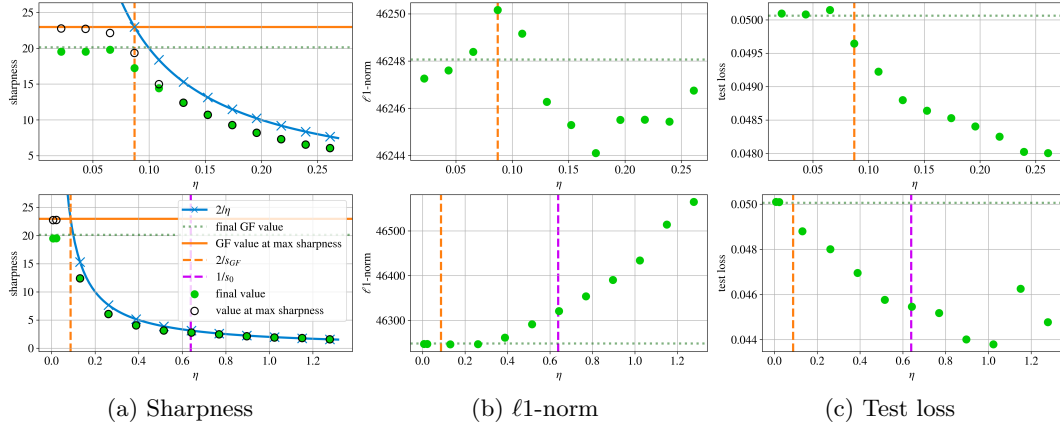 25
20
15
10
5
sharpness
0.05 0.10 0.15 0.20 0.25
η
46250
46248
46246
46244
ℓ1-norm
0.05 0.10 0.15 0.20 0.25
η
0.0500
0.0495
0.0490
0.0485
0.0480
test loss
0.05 0.10 0.15 0.20 0.25
η
25
20
15
10
5
0
sharpness
2/η
final GF value
GF value at max sharpness
2/s_GF
1/s_0
final value
value at max sharpness
0.0 0.2 0.4 0.6 0.8 1.0 1.2
η
46500
46400
46300
ℓ1-norm
0.0 0.2 0.4 0.6 0.8 1.0 1.2
η
0.050
0.048
0.046
0.044
test loss
0.0 0.2 0.4 0.6 0.8 1.0 1.2
η
(a) Sharpness
(b) ℓ1-norm
(c) Test loss